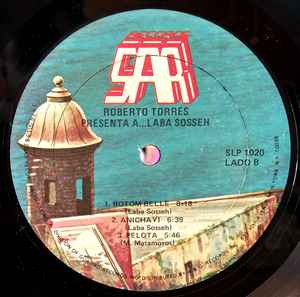 SAR
ROBERTO TORRES
PRESENTA A...LABA SOSSEH
SLP 1020
LADO B
1. BOTOM BELLE 8:18
(Laba Sosseh)
2. ANICHAVI 6:39
(Laba Sosseh)
3. PELOTA 5:46
(M. Matamoros)